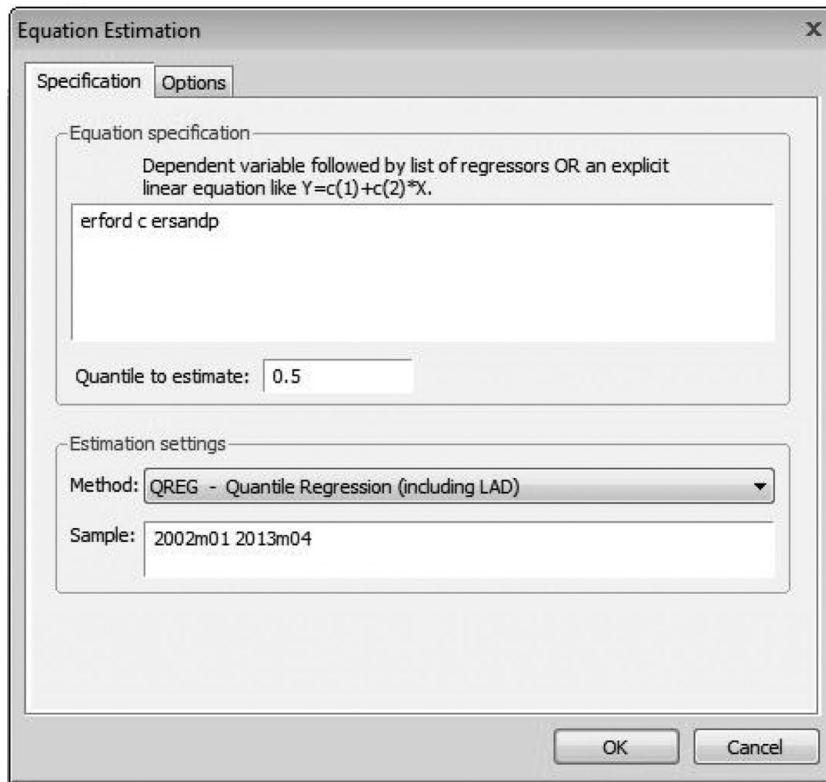 Equation Estimation
x
Specification
Options
Equation specification
Dependent variable followed by list of regressors OR an explicit
linear equation like Y=c(1)+c(2)*X.
erford c ersandp
Quantile to estimate: 0.5
Estimation settings
Method: QREG - Quantile Regression (including LAD)
Sample: 2002m01 2013m04
OK
Cancel